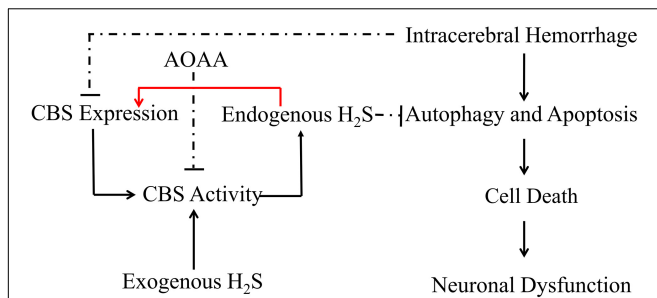 Intracerebral Hemorrhage
AOAA
CBS Expression
Endogenous H₂S
Autophagy and Apoptosis
CBS Activity
Cell Death
Exogenous H₂S
Neuronal Dysfunction